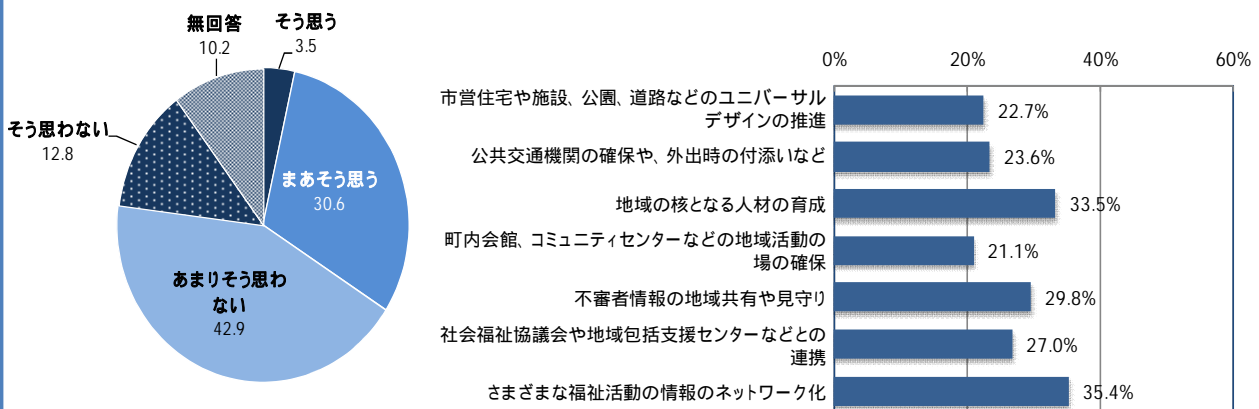 無回答
10.2
そう思う
3.5
そう思わない
12.8
まあそう思う
30.6
あまりそう思わ
ない
42.9
0%
20%
40%
60%
市営住宅や施設、公園、道路などのユニバーサル
デザインの推進
22.7%
公共交通機関の確保や、外出時の付添いなど
23.6%
地域の核となる人材の育成
33.5%
町内会館、コミュニティセンターなどの地域活動の
場の確保
21.1%
不審者情報の地域共有や見守り
29.8%
社会福祉協議会や地域包括支援センターなどとの
連携
27.0%
さまざまな福祉活動の情報のネットワーク化
35.4%